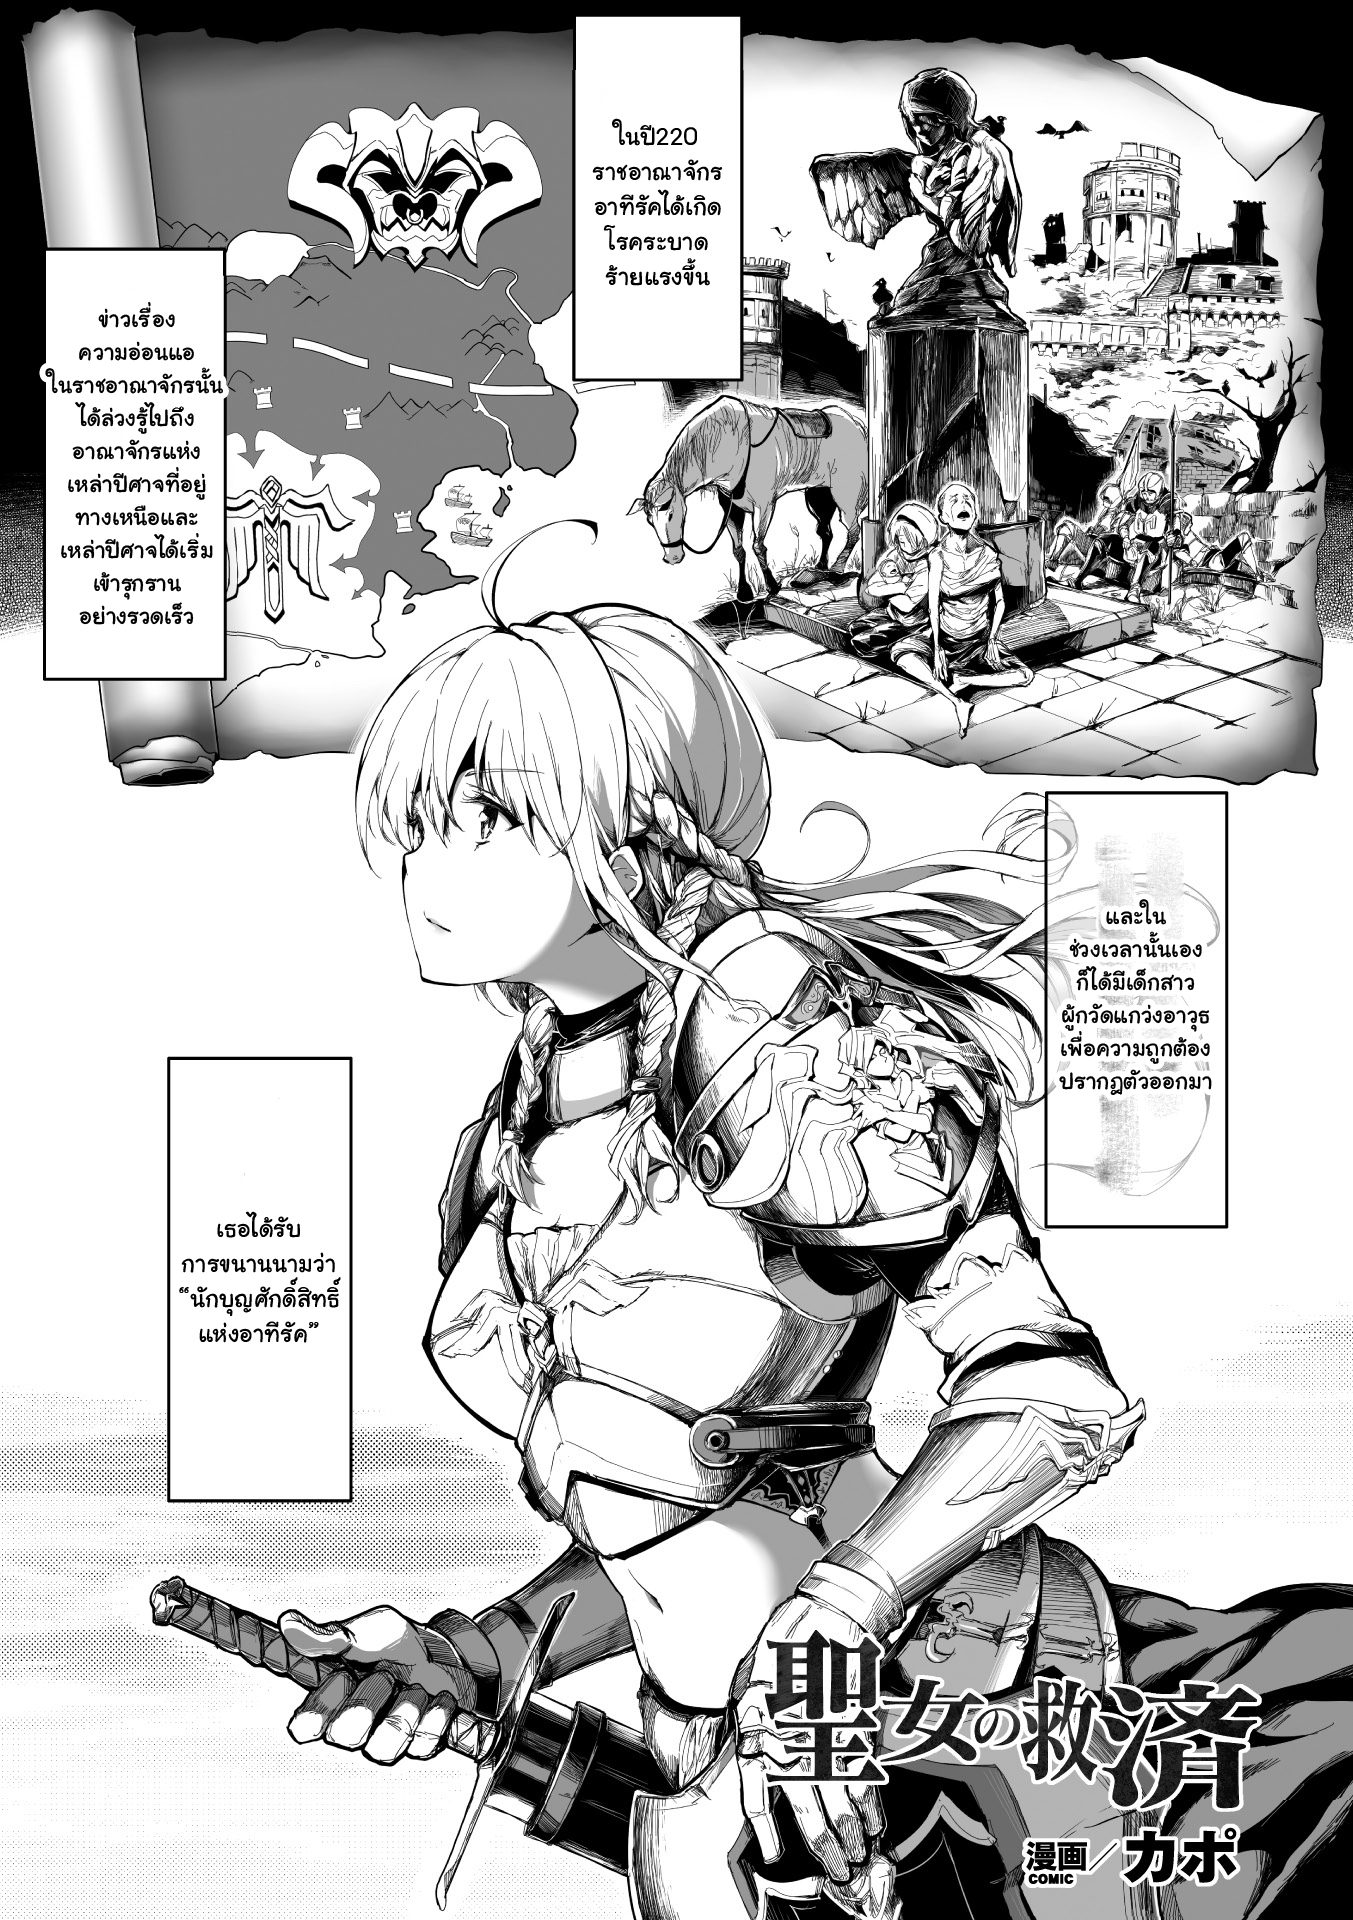 ในปี220
ราชอาณาจักร
อาทีรัคได้เกิด
โรคระบาด
ร้ายแรงขึ้น
ข่าวเรื่อง
ความอ่อนแอ
ในราชอาณาจักรนั้น
ได้ล่วงรู้ไปถึง
อาณาจักรแห่ง
เหล่าปีศาจที่อยู่
ทางเหนือและ
เหล่าปีศาจได้เริ่ม
เข้ารุกราน
อย่างรวดเร็ว
และใน
ช่วงเวลานั้นเอง
ก็ได้มีเด็กสาว
ผู้กวัดแกว่งอาวุธ
เพื่อความถูกต้อง
ปรากฎตัวออกมา
เธอได้รับ
การขนานนามว่า
“นักบุญศักดิ์สิทธิ์
แห่งอาทีรัค”
聖女の救済
漫画／カポ
COMIC